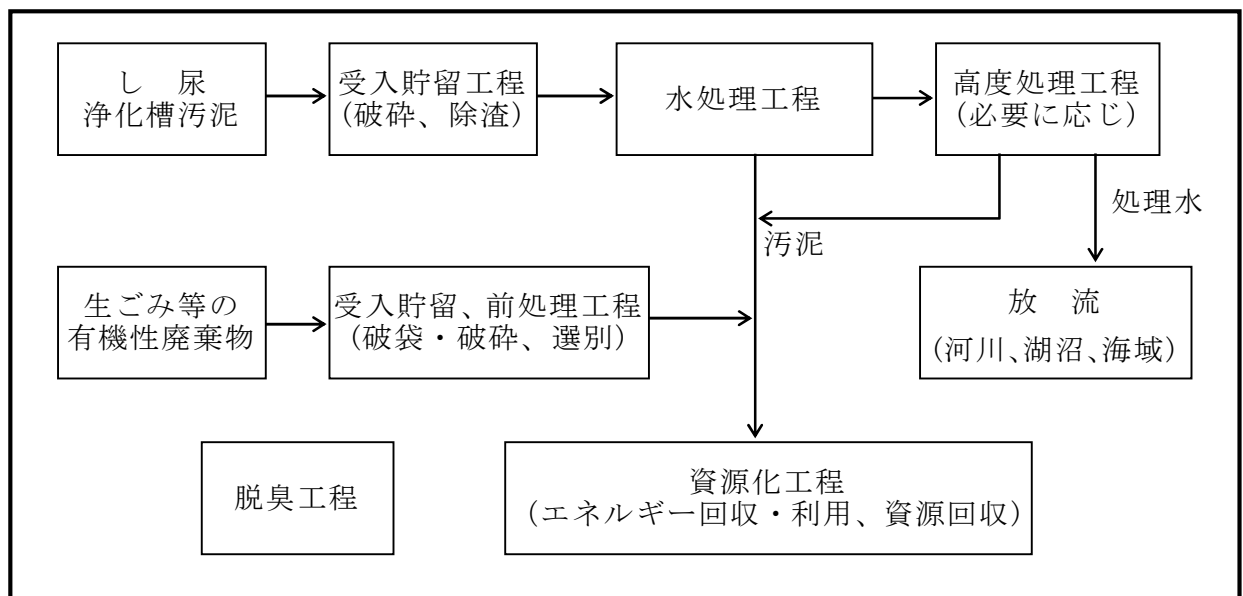 し　尿
浄化槽汚泥
受入貯留工程
(破砕、除渣)
水処理工程
高度処理工程
(必要に応じ)
処理水
汚泥
生ごみ等の
有機性廃棄物
受入貯留、前処理工程
(破袋・破砕、選別)
放　流
(河川、湖沼、海域)
脱臭工程
資源化工程
(エネルギー回収・利用、資源回収)